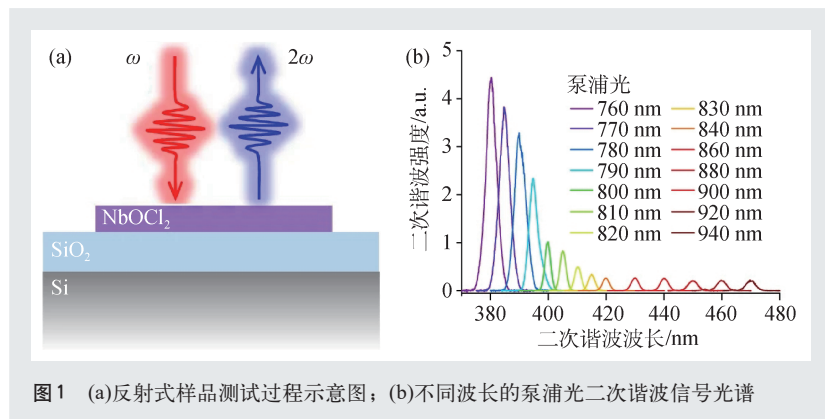 (a)
ω
2ω
NbOCl₂
SiO₂
Si
(b)
二次谐波强度/a.u.
5
4
3
2
1
0
泵浦光
760 nm 830 nm
770 nm 840 nm
780 nm 860 nm
790 nm 880 nm
800 nm 900 nm
810 nm 920 nm
820 nm 940 nm
380 400 420 440 460 480
二次谐波波长/nm
图1 (a)反射式样品测试过程示意图；(b)不同波长的泵浦光二次谐波信号光谱